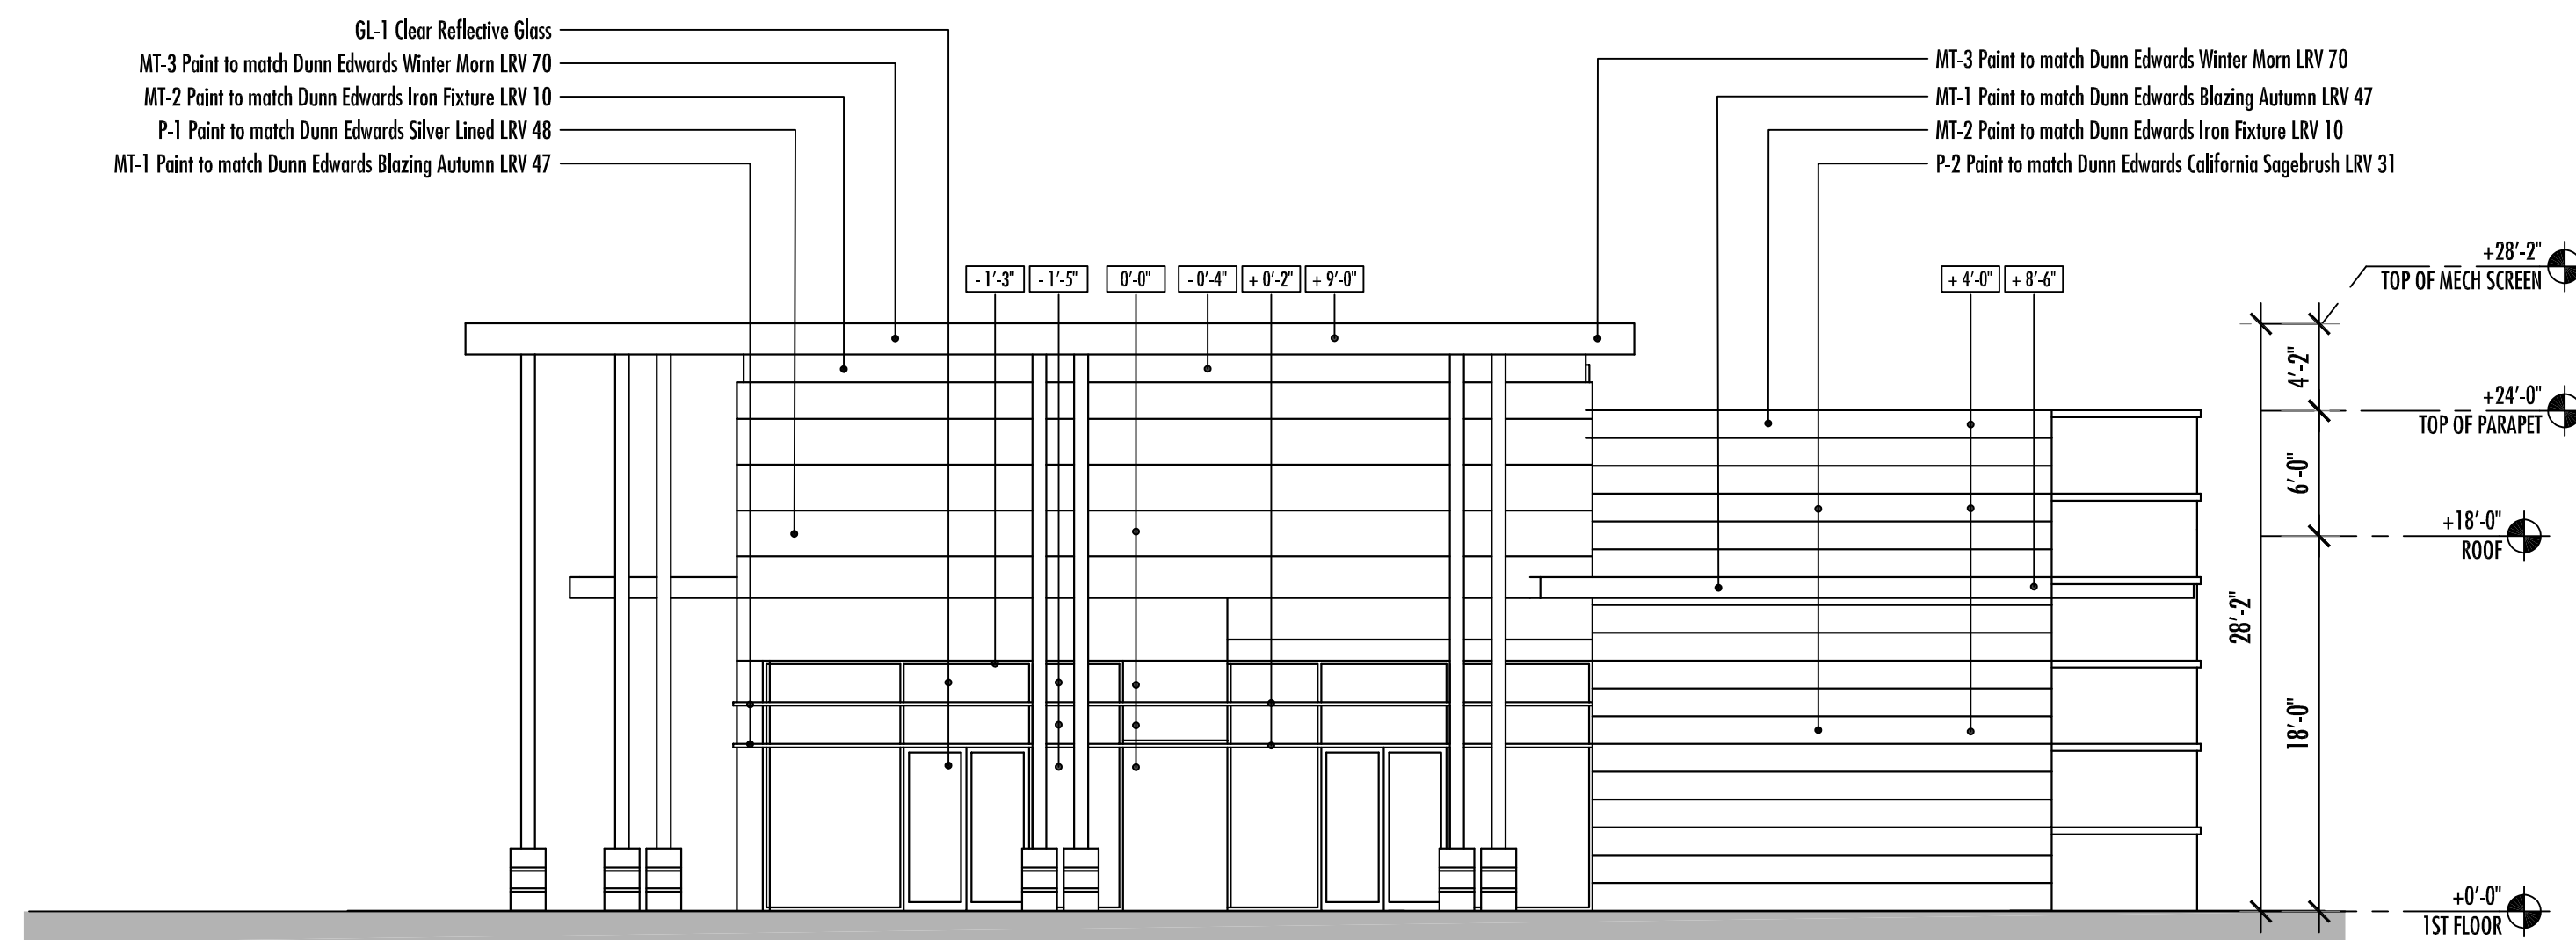 GL-1 Clear Reflective Glass
MT-3 Paint to match Dunn Edwards Winter Morn LRV 70
MT-2 Paint to match Dunn Edwards Iron Fixture LRV 10
P-1 Paint to match Dunn Edwards Silver Lined LRV 48
MT-1 Paint to match Dunn Edwards Blazing Autumn LRV 47
MT-3 Paint to match Dunn Edwards Winter Morn LRV 70
MT-1 Paint to match Dunn Edwards Blazing Autumn LRV 47
MT-2 Paint to match Dunn Edwards Iron Fixture LRV 10
P-2 Paint to match Dunn Edwards California Sagebrush LRV 31
- 1'-3"
- 1'-5"
0'-0"
- 0'-4"
+ 0'-2"
+ 9'-0"
+ 4'-0"
+ 8'-6"
+28'-2"
TOP OF MECH SCREEN
4'-2"
+24'-0"
TOP OF PARAPET
6'-0"
+18'-0"
ROOF
28'-2"
18'-0"
+0'-0"
1ST FLOOR